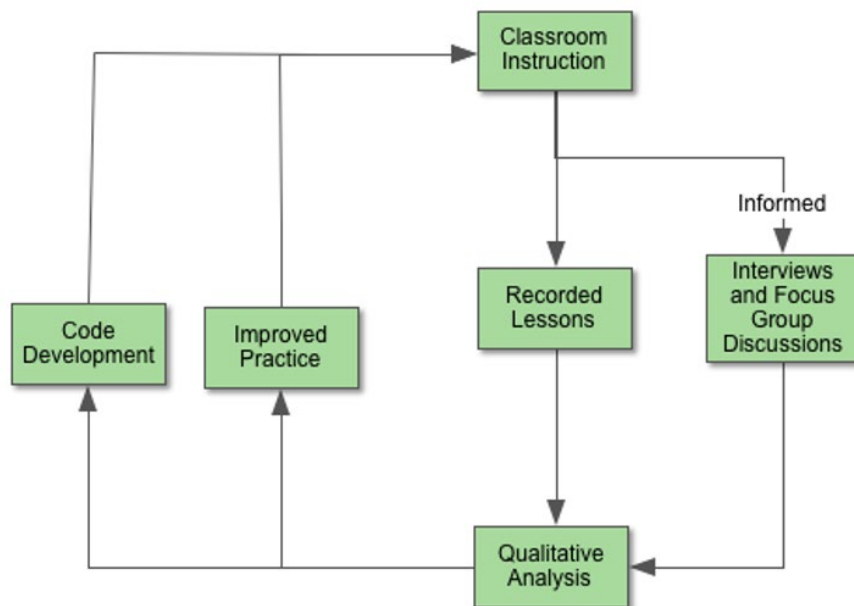 Classroom
Instruction
Informed
Interviews
and Focus
Group
Discussions
Recorded
Lessons
Code
Development
Improved
Practice
Qualitative
Analysis